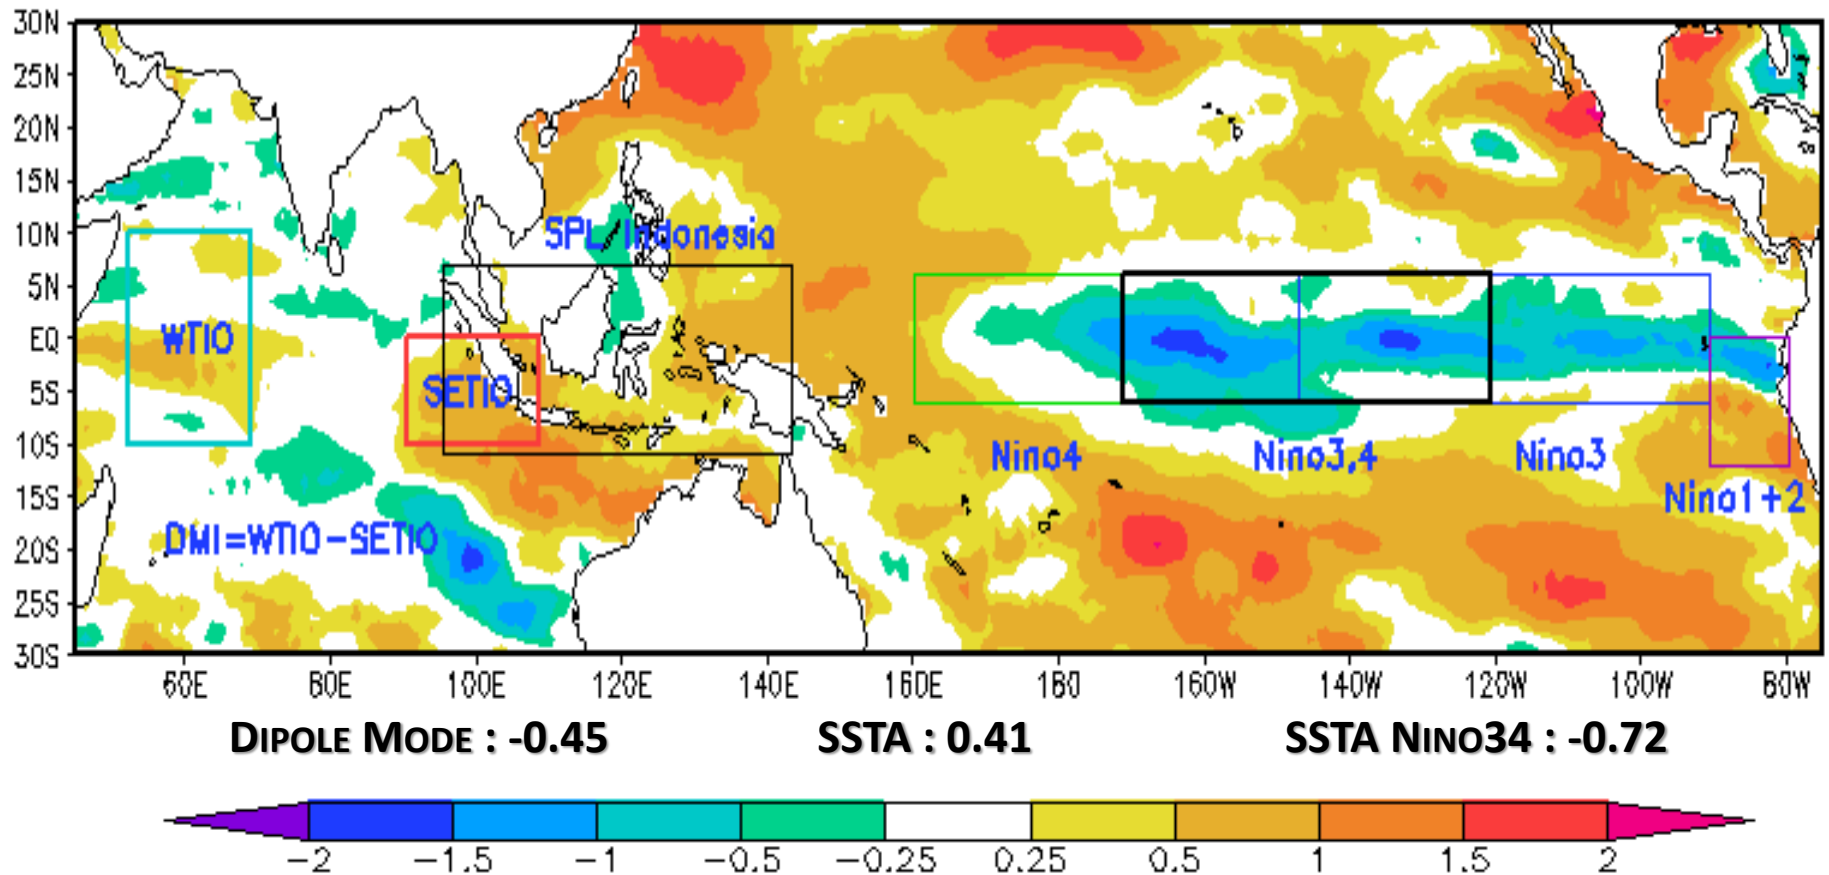 30N
25N
20N
15N
10N
5N
EQ
5S
10S
15S
20S
25S
30S
SPL Indonesia
WTIO
SETIO
Nino4
Nino3,4
Nino3
Nino1+2
DMI=WTIO-SETIO
60E 80E 100E 120E 140E 160E 180 160W 140W 120W 100W 80W
DIPOLE MODE : -0.45 SSTA : 0.41 SSTA NINO34 : -0.72
-2 -1.5 -1 -0.5 -0.25 0.25 0.5 1 1.5 2